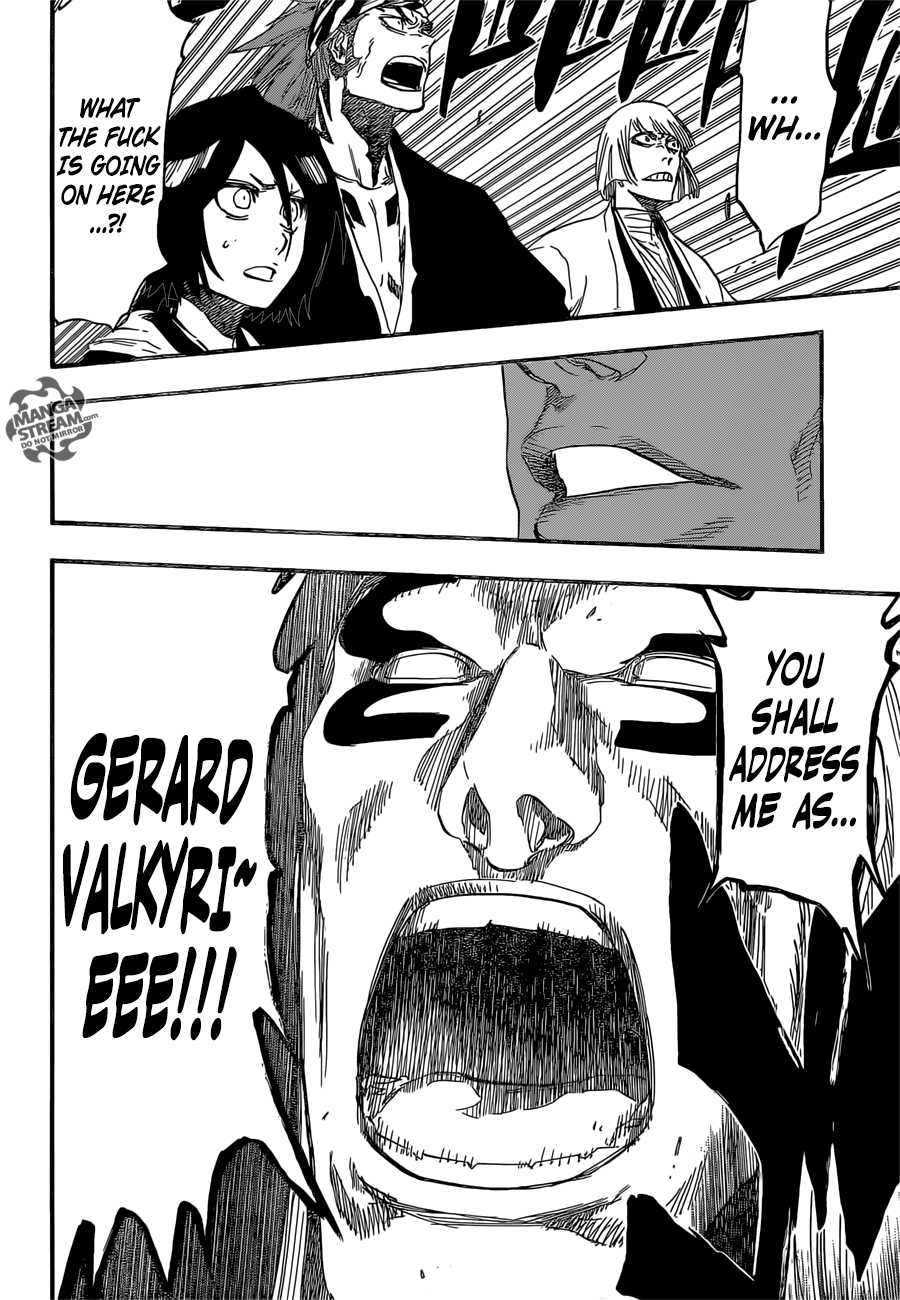 ...
WH...
WHAT
THE FUCK
IS GOING
ON HERE
...?!
MANGA
STREAM.com
DO NOT MIRROR
YOU
SHALL
ADDRESS
ME AS...
GERARD
VALKYRI~
EEE!!!